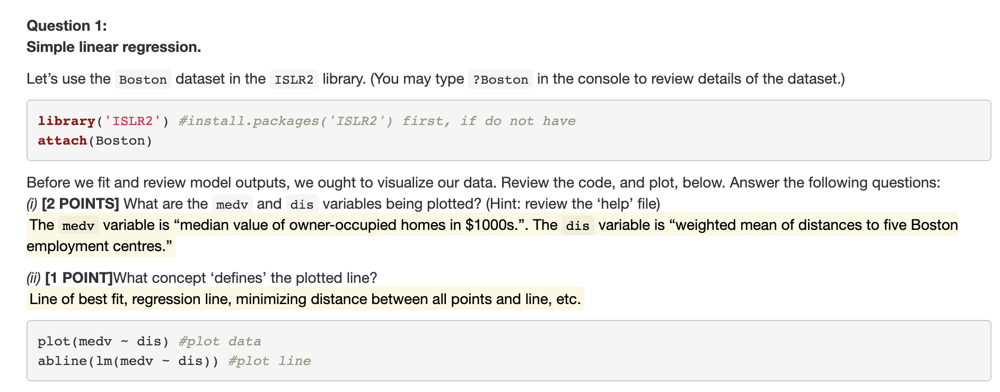 Question 1:
Simple linear regression.
Let’s use the Boston dataset in the ISLR2 library. (You may type ?Boston in the console to review details of the dataset.)
library('ISLR2') #install.packages('ISLR2') first, if do not have
attach(Boston)
Before we fit and review model outputs, we ought to visualize our data. Review the code, and plot, below. Answer the following questions:
(i) [2 POINTS] What are the medv and dis variables being plotted? (Hint: review the ‘help’ file)
The medv variable is “median value of owner-occupied homes in $1000s.”. The dis variable is “weighted mean of distances to five Boston
employment centres.”
(ii) [1 POINT]What concept ‘defines’ the plotted line?
Line of best fit, regression line, minimizing distance between all points and line, etc.
plot(medv ~ dis) #plot data
abline(lm(medv ~ dis)) #plot line